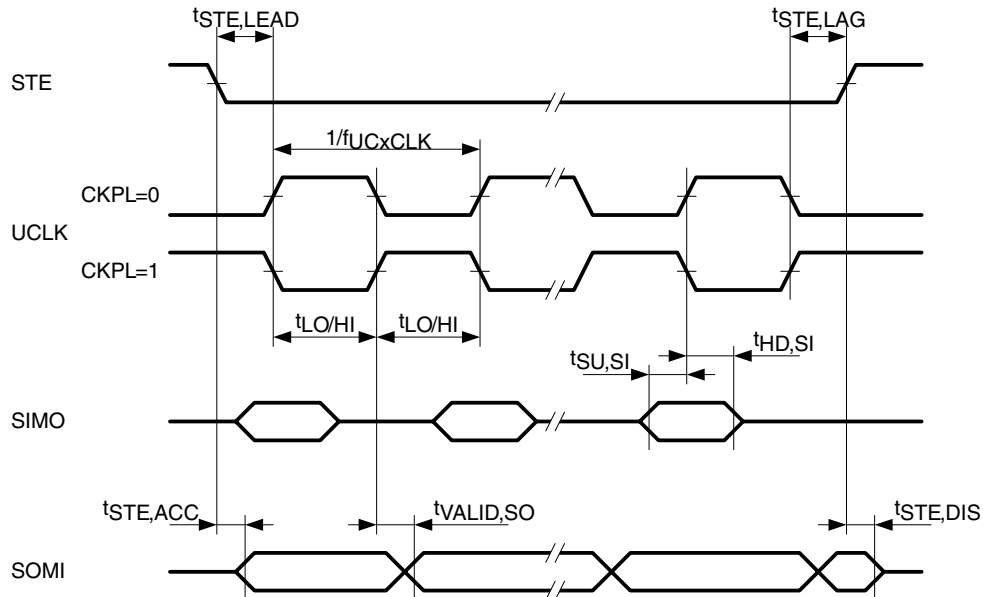 tSTE,LEAD
tSTE,LAG
STE
1/fUCxCLK
CKPL=0
UCLK
CKPL=1
tLO/HI
tLO/HI
tSU,SI
tHD,SI
SIMO
tSTE,ACC
tVALID,SO
tSTE,DIS
SOMI